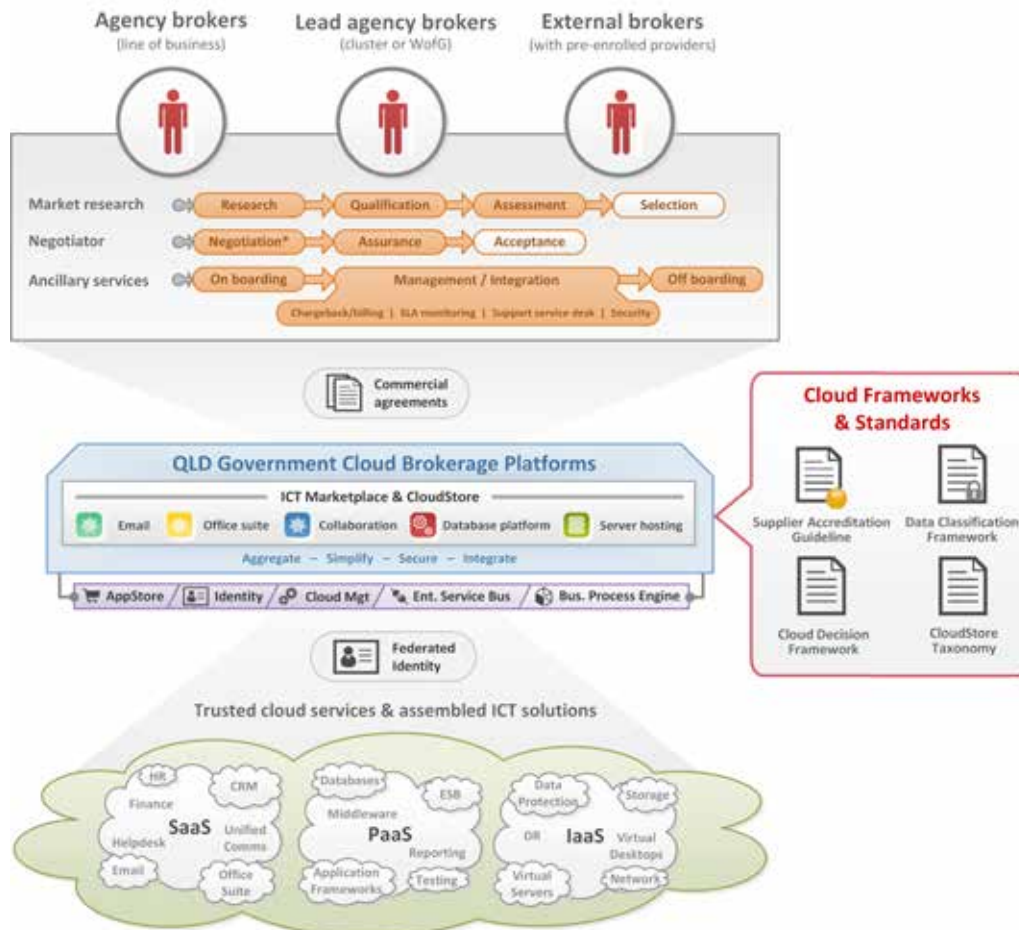 Agency brokers
(line of business)
Lead agency brokers
(cluster or WofG)
External brokers
(with pre-enrolled providers)
Market research
Research
Qualification
Assessment
Selection
Negotiator
Negotiation*
Assurance
Acceptance
Ancillary services
On boarding
Management / Integration
Off boarding
Chargeback/billing | SLA monitoring | Support service desk | Security
Commercial
agreements
Cloud Frameworks
& Standards
Supplier Accreditation
Guideline
Data Classification
Framework
Cloud Decision
Framework
CloudStore
Taxonomy
QLD Government Cloud Brokerage Platforms
ICT Marketplace & CloudStore
Email
Office suite
Collaboration
Database platform
Server hosting
Aggregate – Simplify – Secure – Integrate
AppStore
Identity
Cloud Mgt
Ent. Service Bus
Bus. Process Engine
Federated
Identity
Trusted cloud services & assembled ICT solutions
HR
CRM
Finance
SaaS
Unified
Comms
Helpdesk
Email
Office
Suite
Databases
ESB
Middleware
PaaS
Reporting
Application
Frameworks
Testing
Data
Protection
Storage
DR
IaaS
Virtual
Desktops
Virtual
Servers
Network